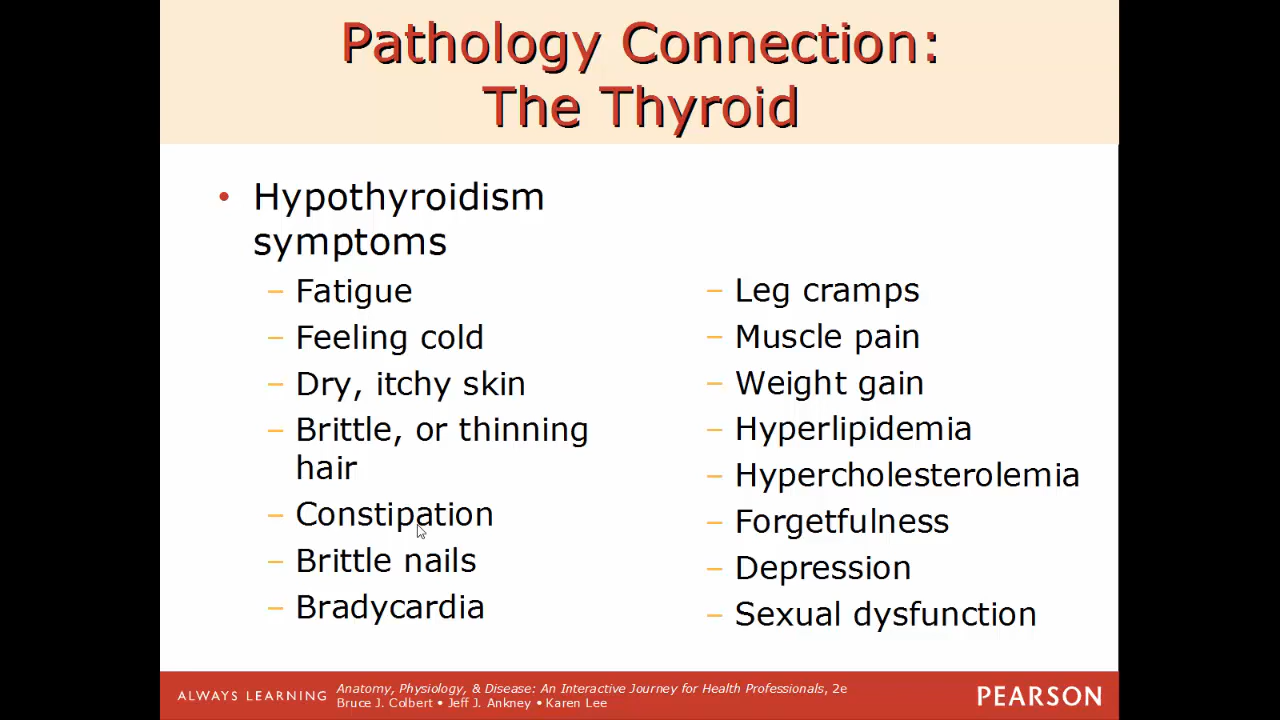 Pathology Connection:
The Thyroid
• Hypothyroidism
symptoms
– Fatigue
– Feeling cold
– Dry, itchy skin
– Brittle, or thinning
hair
– Constipation
– Brittle nails
– Bradycardia
– Leg cramps
– Muscle pain
– Weight gain
– Hyperlipidemia
– Hypercholesterolemia
– Forgetfulness
– Depression
– Sexual dysfunction
ALWAYS LEARNING
Anatomy, Physiology, & Disease: An Interactive Journey for Health Professionals, 2e
Bruce J. Colbert • Jeff J. Ankney • Karen Lee
PEARSON